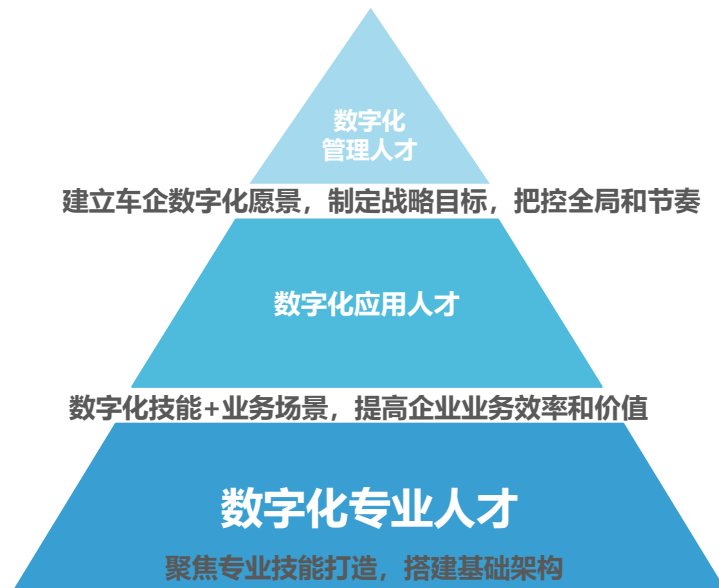 数字化
管理人才
建立车企数字化愿景，制定战略目标，把控全局和节奏
数字化应用人才
数字化技能+业务场景，提高企业业务效率和价值
数字化专业人才
聚焦专业技能打造，搭建基础架构